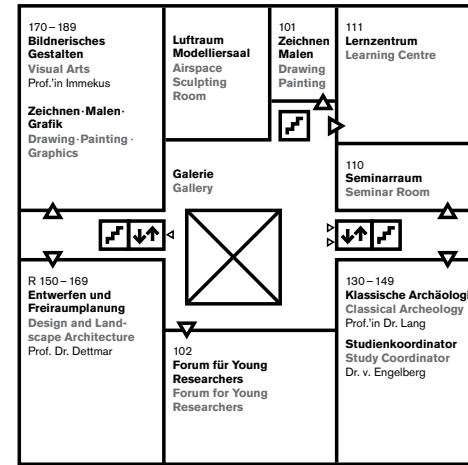 170 – 189
Bildnerisches
Gestalten
Visual Arts
Prof.'in Immekus
Zeichnen·Malen·
Grafik
Drawing·Painting·
Graphics
Luftraum
Modelliersaal
Airspace
Sculpting
Room
101
Zeichnen
Malen
Drawing
Painting
111
Lernzentrum
Learning Centre
110
Seminarraum
Seminar Room
Galerie
Gallery
R 150 – 169
Entwerfen und
Freiraumplanung
Design and Land-
scape Architecture
Prof. Dr. Dettmar
102
Forum für Young
Researchers
Forum for Young
Researchers
130 – 149
Klassische Archäologi
Classical Archeology
Prof.'in Dr. Lang
Studienkoordinator
Study Coordinator
Dr. v. Engelberg